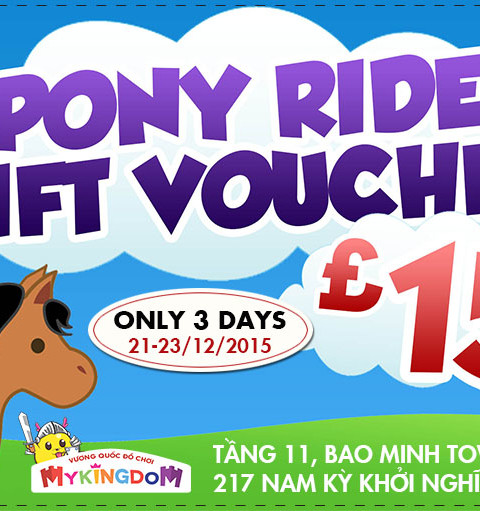 PONY RIDE
IFT VOUCHE
£15
ONLY 3 DAYS
21-23/12/2015
VƯƠNG QUỐC ĐỒ CHƠI
MYKINGDOM
TẦNG 11, BAO MINH TOW
217 NAM KỲ KHỞI NGHĨ